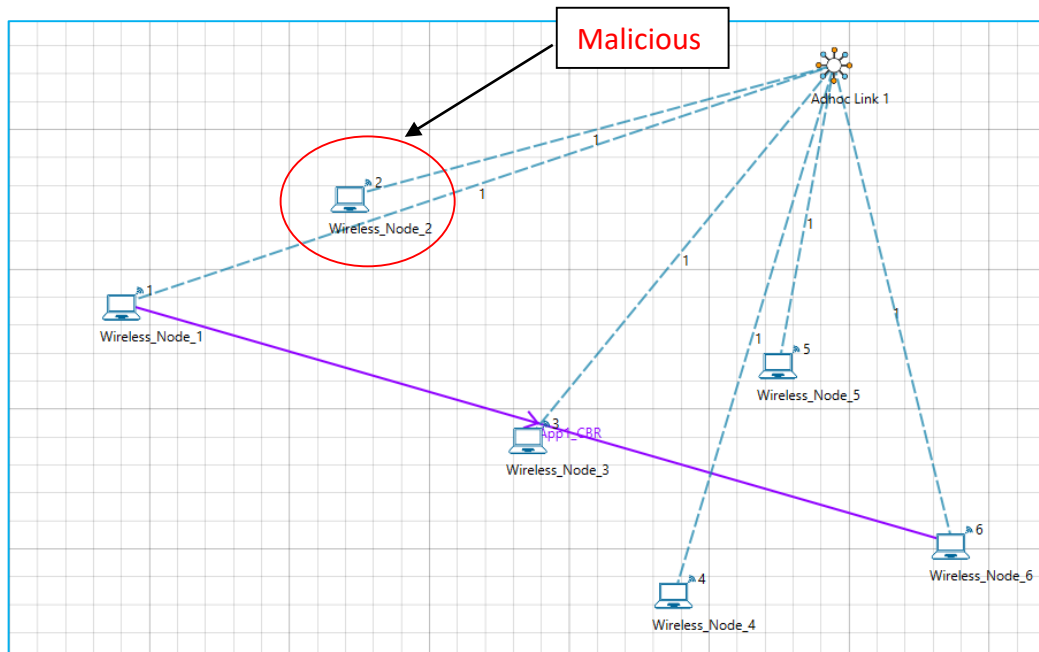 Malicious
Adhoc Link 1
1
2
1
Wireless_Node_2
1
1
1
Wireless_Node_1
1
1
5
Wireless_Node_5
3
App1_CBR
Wireless_Node_3
6
Wireless_Node_6
4
Wireless_Node_4